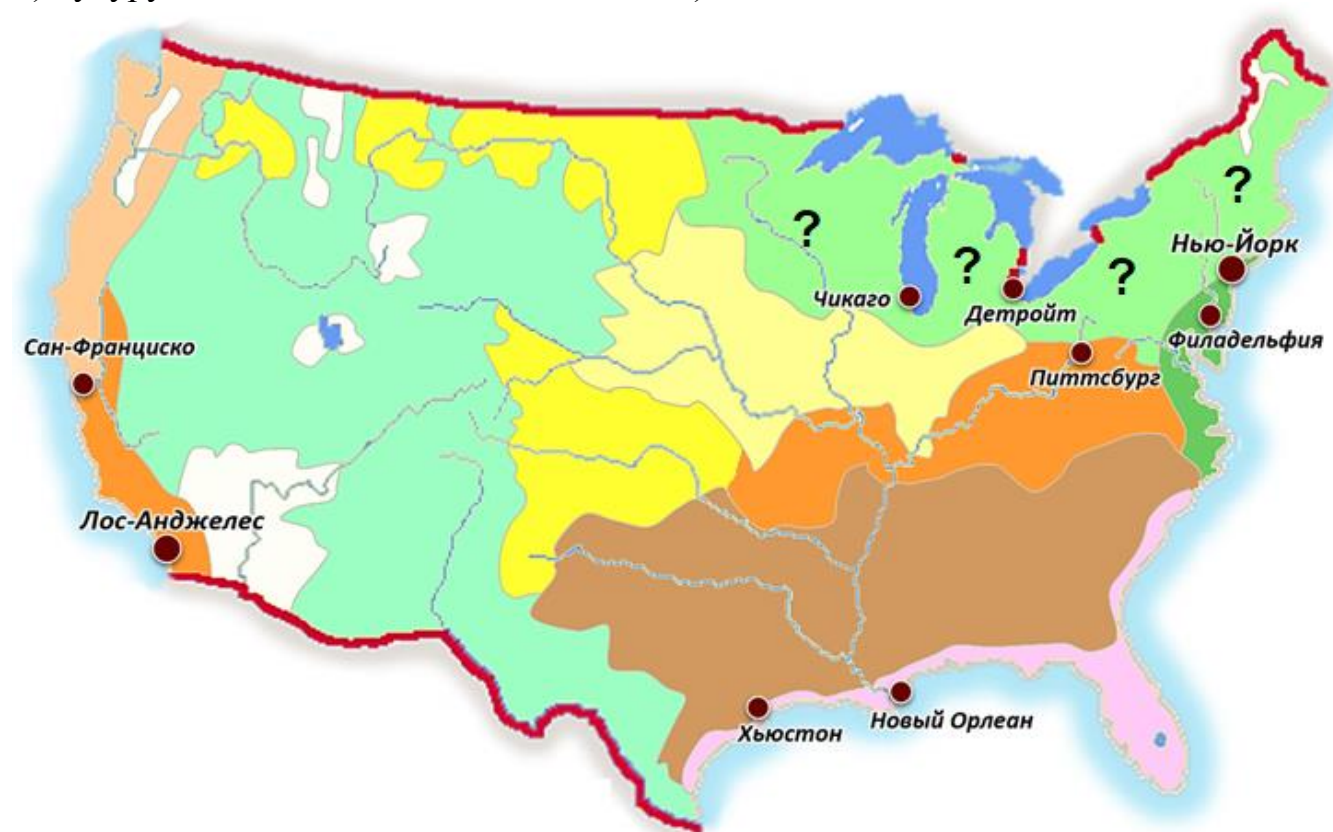 ?
?
Нью-Йорк
?
?
Чикаго
Детройт
Филадельфия
Сан-Франциско
Питтсбург
Лос-Анджелес
Новый Орлеан
Хьюстон